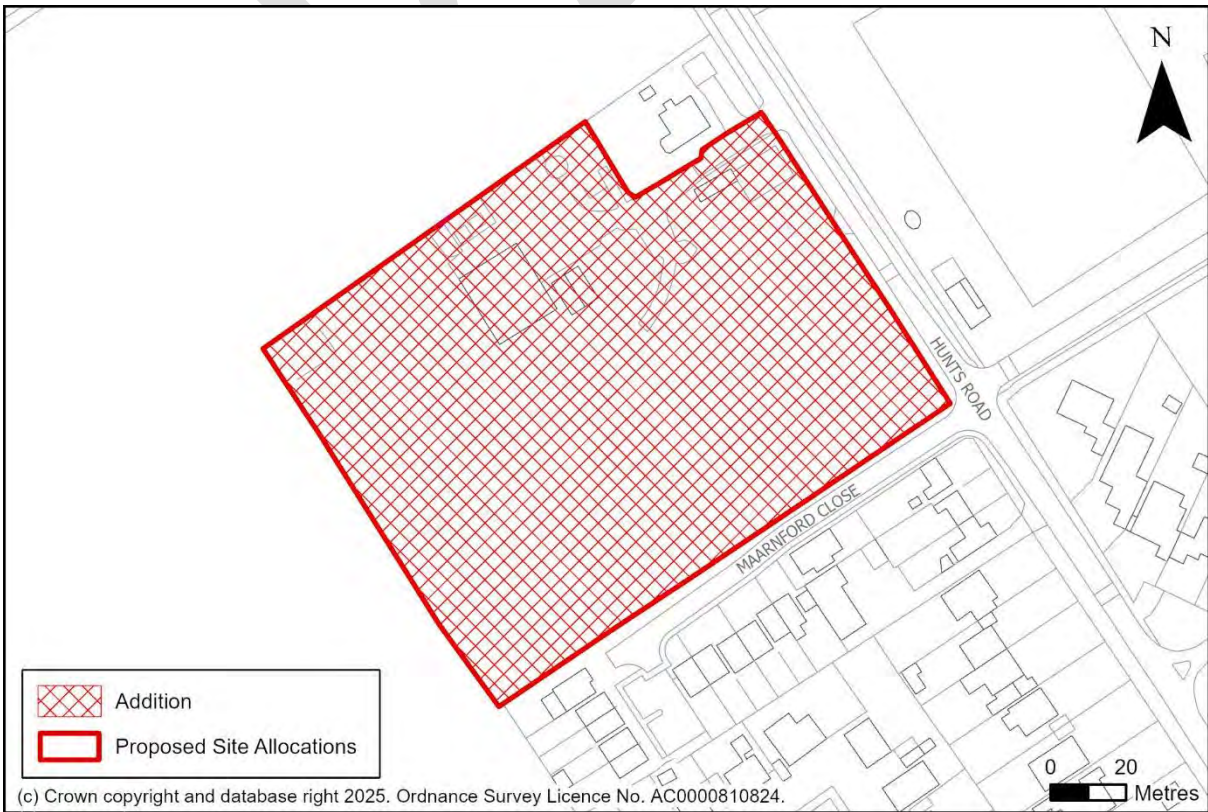 N
HUNTS ROAD
MAARNFORD CLOSE
Addition
Proposed Site Allocations
0 20
Metres
(c) Crown copyright and database right 2025. Ordnance Survey Licence No. AC0000810824.